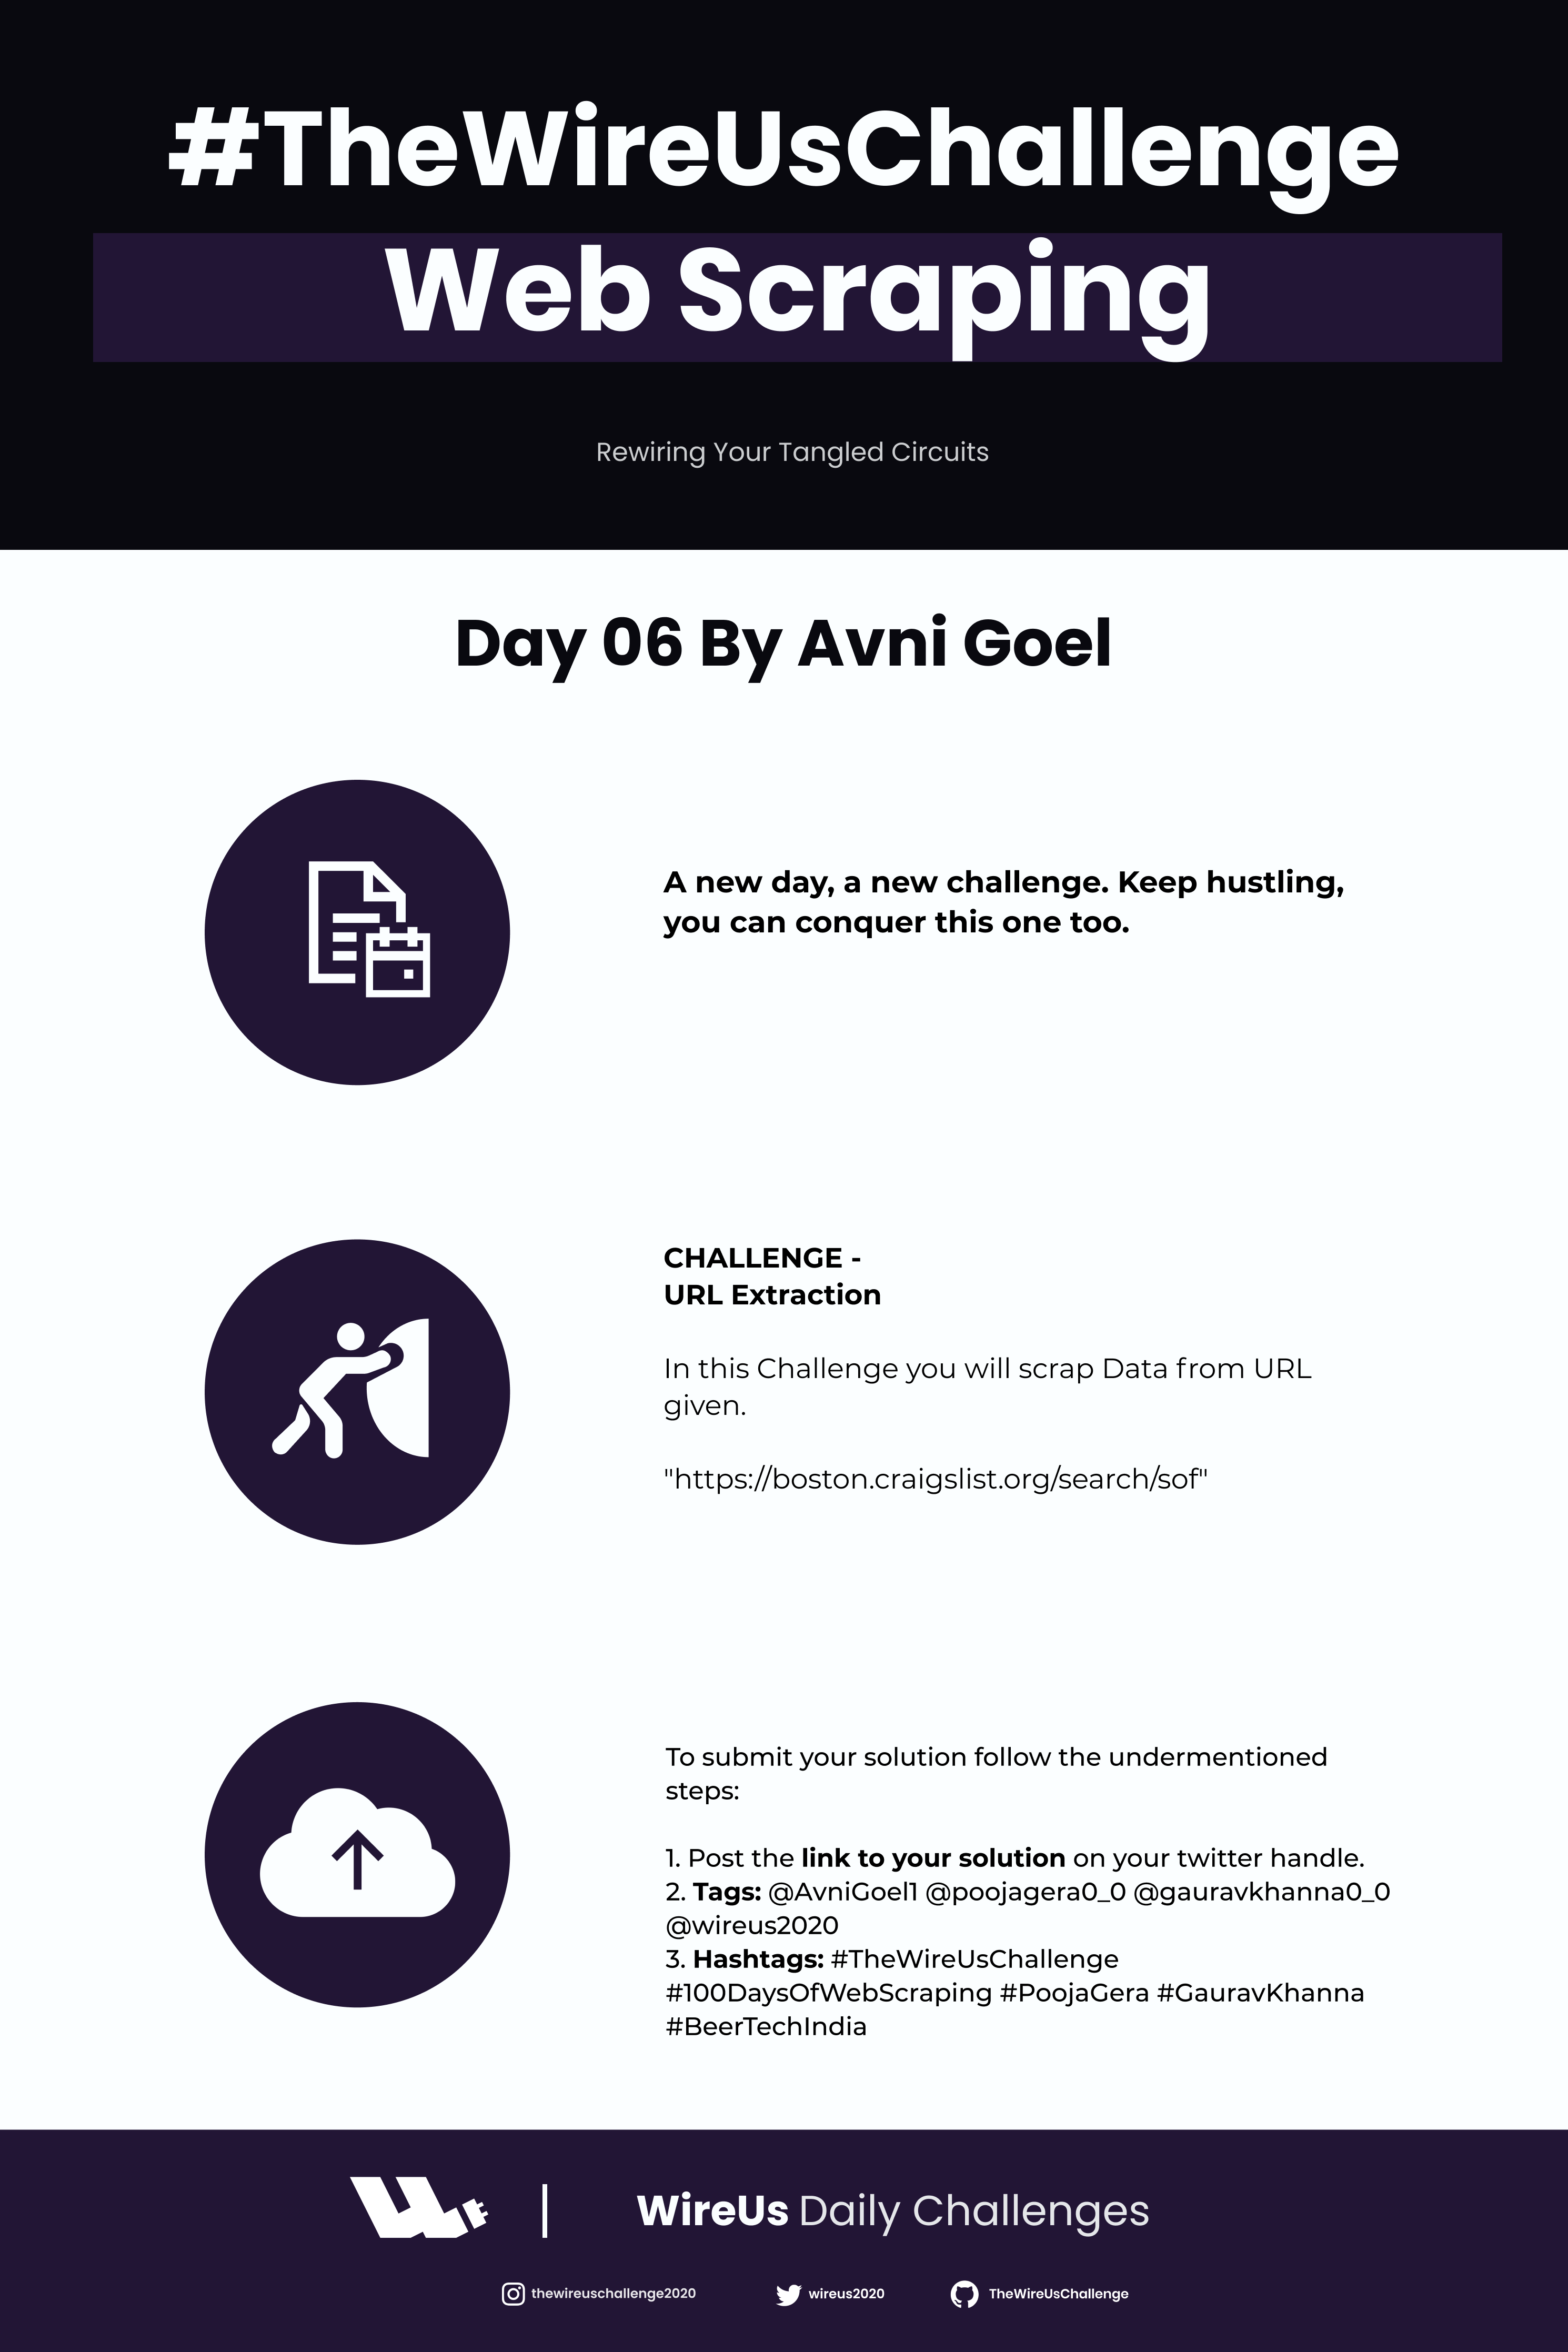 #TheWireUsChallenge
Web Scraping
Rewiring Your Tangled Circuits
Day 06 By Avni Goel
A new day, a new challenge. Keep hustling,
you can conquer this one too.
CHALLENGE -
URL Extraction
In this Challenge you will scrap Data from URL
given.
"https://boston.craigslist.org/search/sof"
To submit your solution follow the undermentioned
steps:
1. Post the link to your solution on your twitter handle.
2. Tags: @AvniGoel1 @poojagera0_0 @gauravkhanna0_0
@wireus2020
3. Hashtags: #TheWireUsChallenge
#100DaysOfWebScraping #PoojaGera #GauravKhanna
#BeerTechIndia
WireUs Daily Challenges
thewireuschallenge2020 wireus2020 TheWireUsChallenge